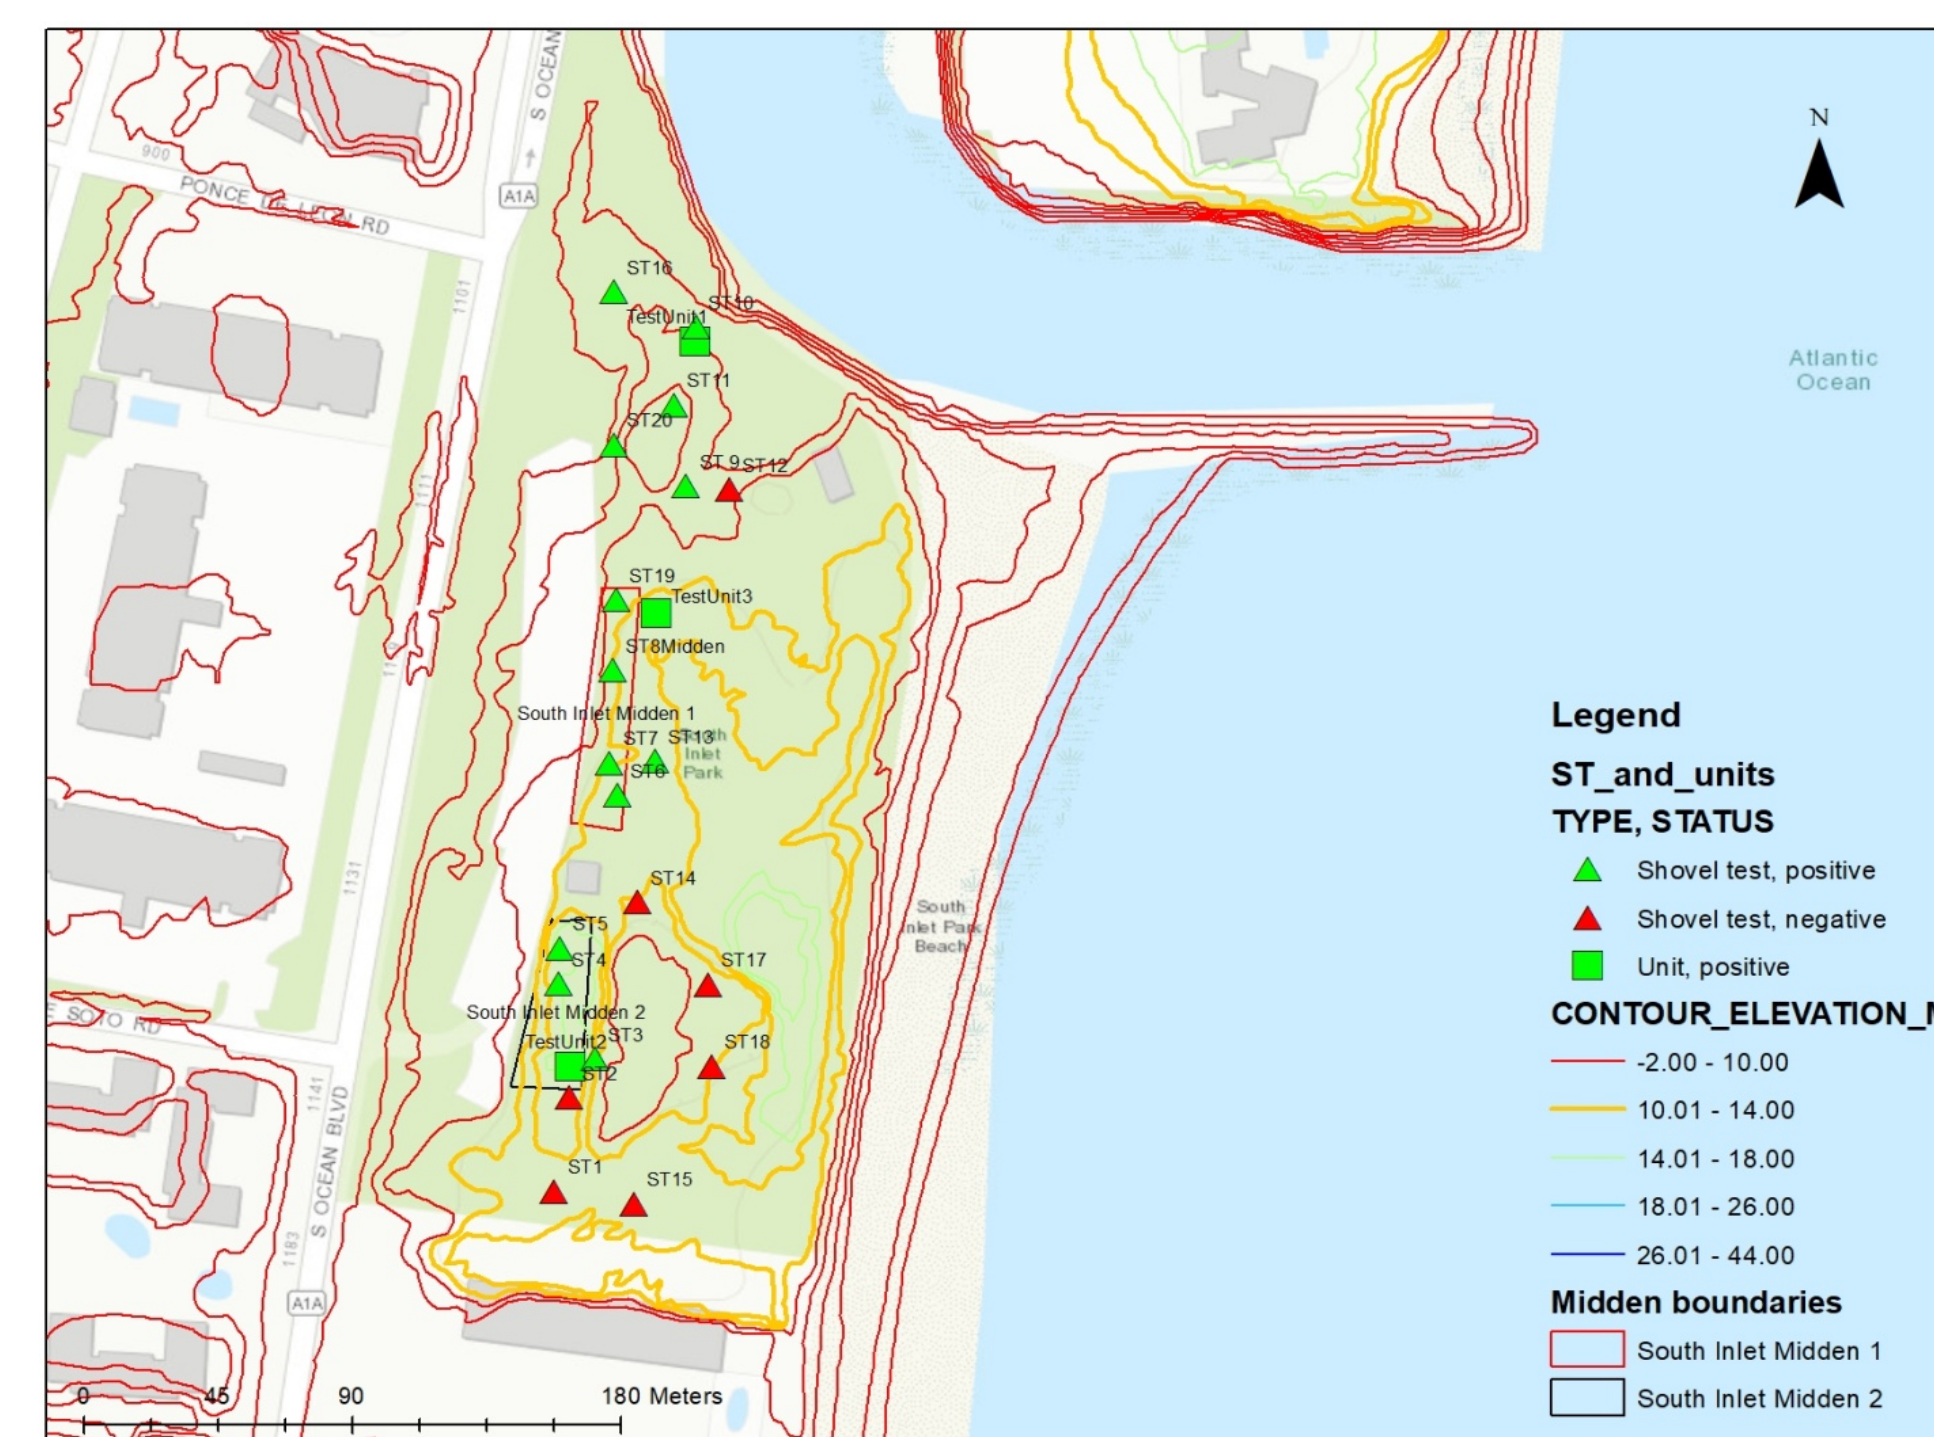 S OCEAN
900
PONCE DE LEON RD
A1A
N
1101
ST16
ST10
TestUnit1
Atlantic
Ocean
ST11
ST20
ST 9
ST12
1111
ST19
TestUnit3
ST8Midden
South Inlet Midden 1
ST7
ST13
South
Inlet
Park
ST6
1131
ST14
South
Inlet Park
Beach
ST5
ST4
ST17
South Inlet Midden 2
TestUnit2
ST3
ST18
ST2
SOTO RD
1141
S OCEAN BLVD
ST1
ST15
1183
A1A
0 45 90 180 Meters
Legend
ST_and_units
TYPE, STATUS
Shovel test, positive
Shovel test, negative
Unit, positive
CONTOUR_ELEVATION_
-2.00 - 10.00
10.01 - 14.00
14.01 - 18.00
18.01 - 26.00
26.01 - 44.00
Midden boundaries
South Inlet Midden 1
South Inlet Midden 2